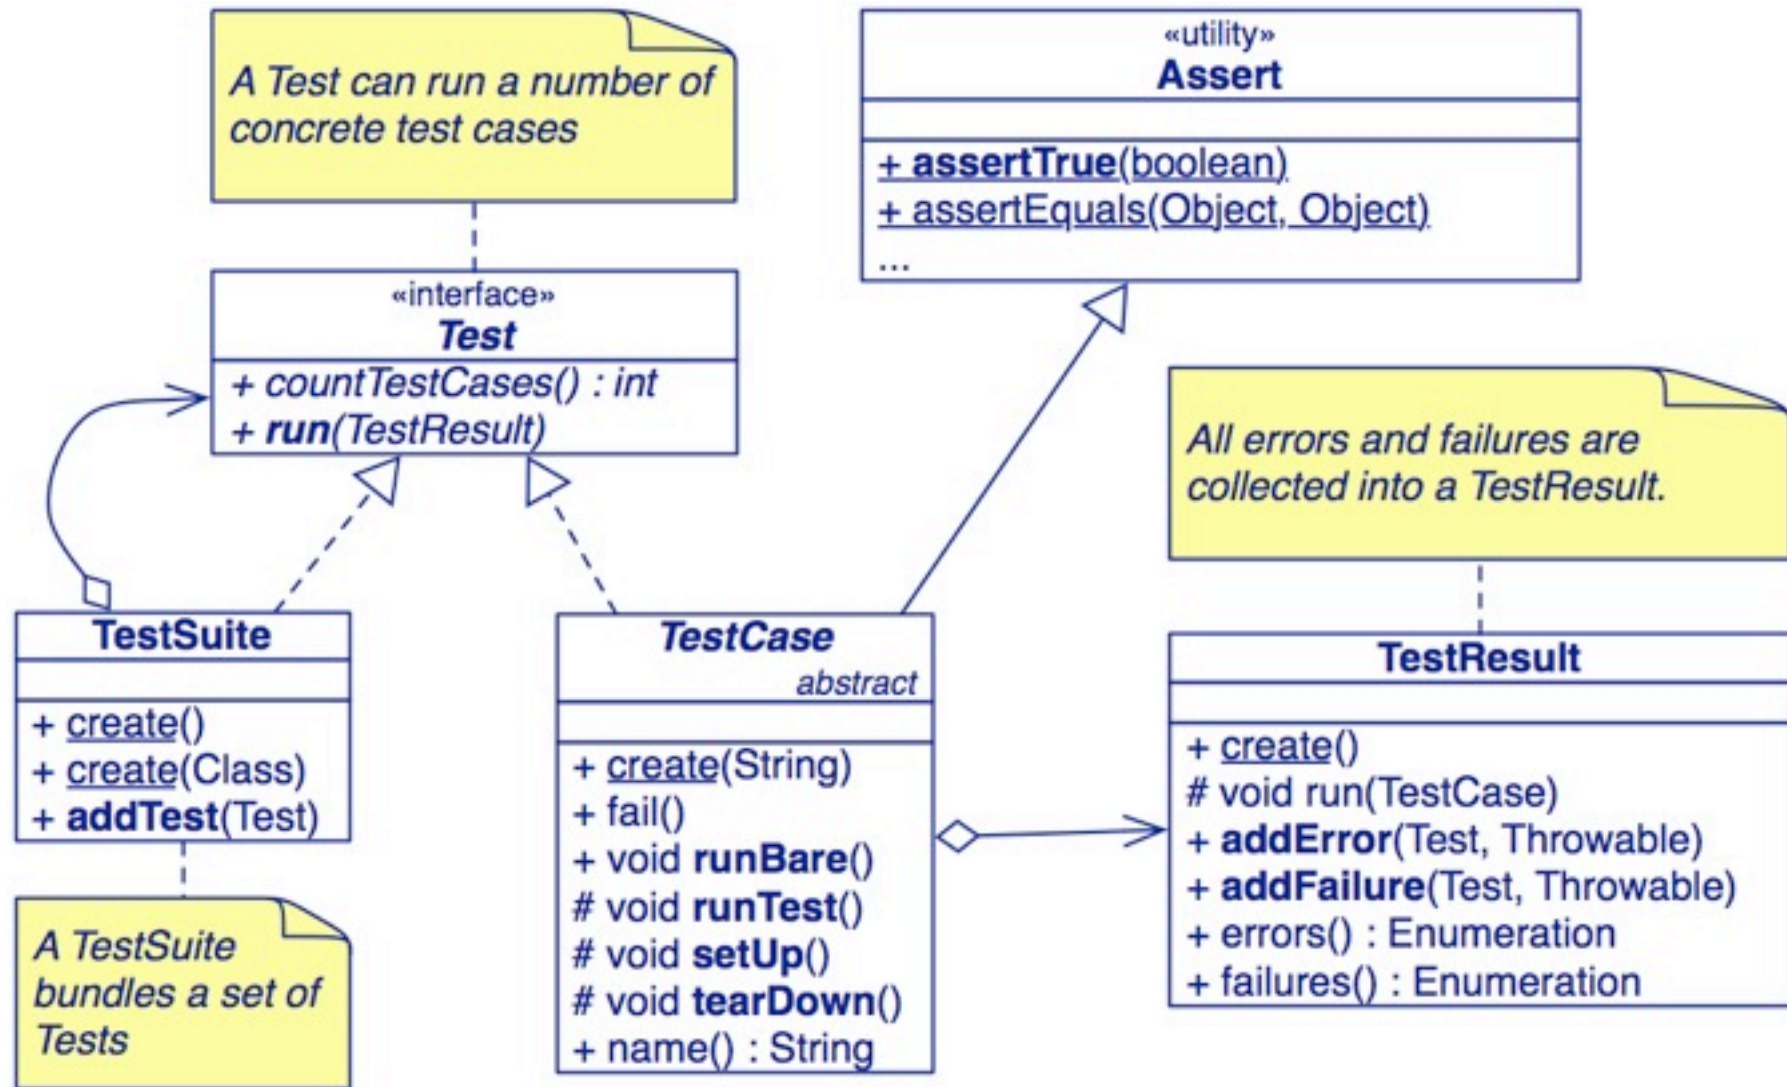 A Test can run a number of
concrete test cases
«utility»
Assert
+ assertTrue(boolean)
+ assertEquals(Object, Object)
...
«interface»
Test
+ countTestCases() : int
+ run(TestResult)
All errors and failures are
collected into a TestResult.
TestSuite
+ create()
+ create(Class)
+ addTest(Test)
A TestSuite
bundles a set of
Tests
TestCase
abstract
+ create(String)
+ fail()
+ void runBare()
# void runTest()
# void setUp()
# void tearDown()
+ name() : String
TestResult
+ create()
# void run(TestCase)
+ addError(Test, Throwable)
+ addFailure(Test, Throwable)
+ errors() : Enumeration
+ failures() : Enumeration